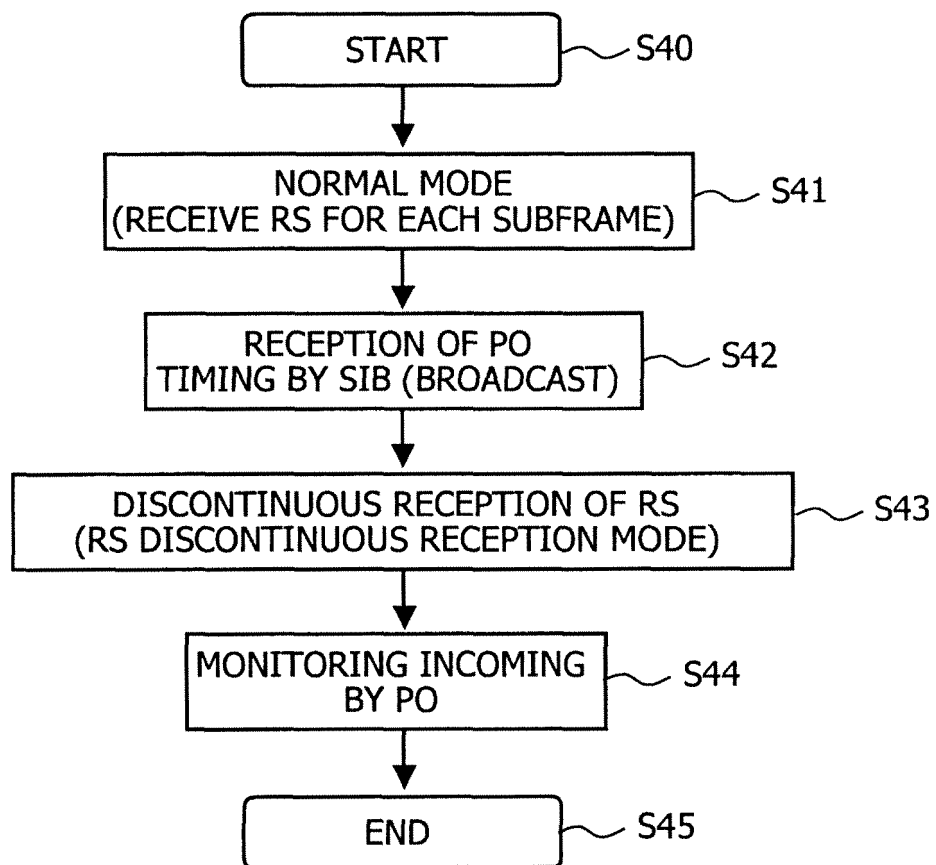 START
S40
NORMAL MODE
(RECEIVE RS FOR EACH SUBFRAME)
S41
RECEPTION OF PO
TIMING BY SIB (BROADCAST)
S42
DISCONTINUOUS RECEPTION OF RS
(RS DISCONTINUOUS RECEPTION MODE)
S43
MONITORING INCOMING
BY PO
S44
END
S45